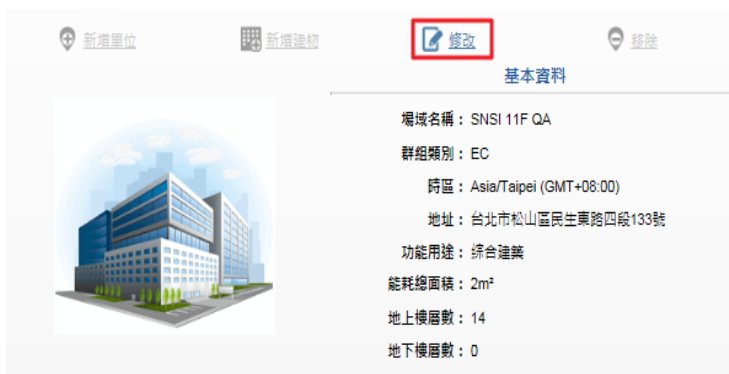 新增單位 新增建物 修改 移除
基本資料
場域名稱： SNSI 11F QA
群組類別： EC
時區： Asia/Taipei (GMT+08:00)
地址： 台北市松山區民生東路四段133號
功能用途： 综合建築
能耗總面積： 2m²
地上樓層數： 14
地下樓層數： 0